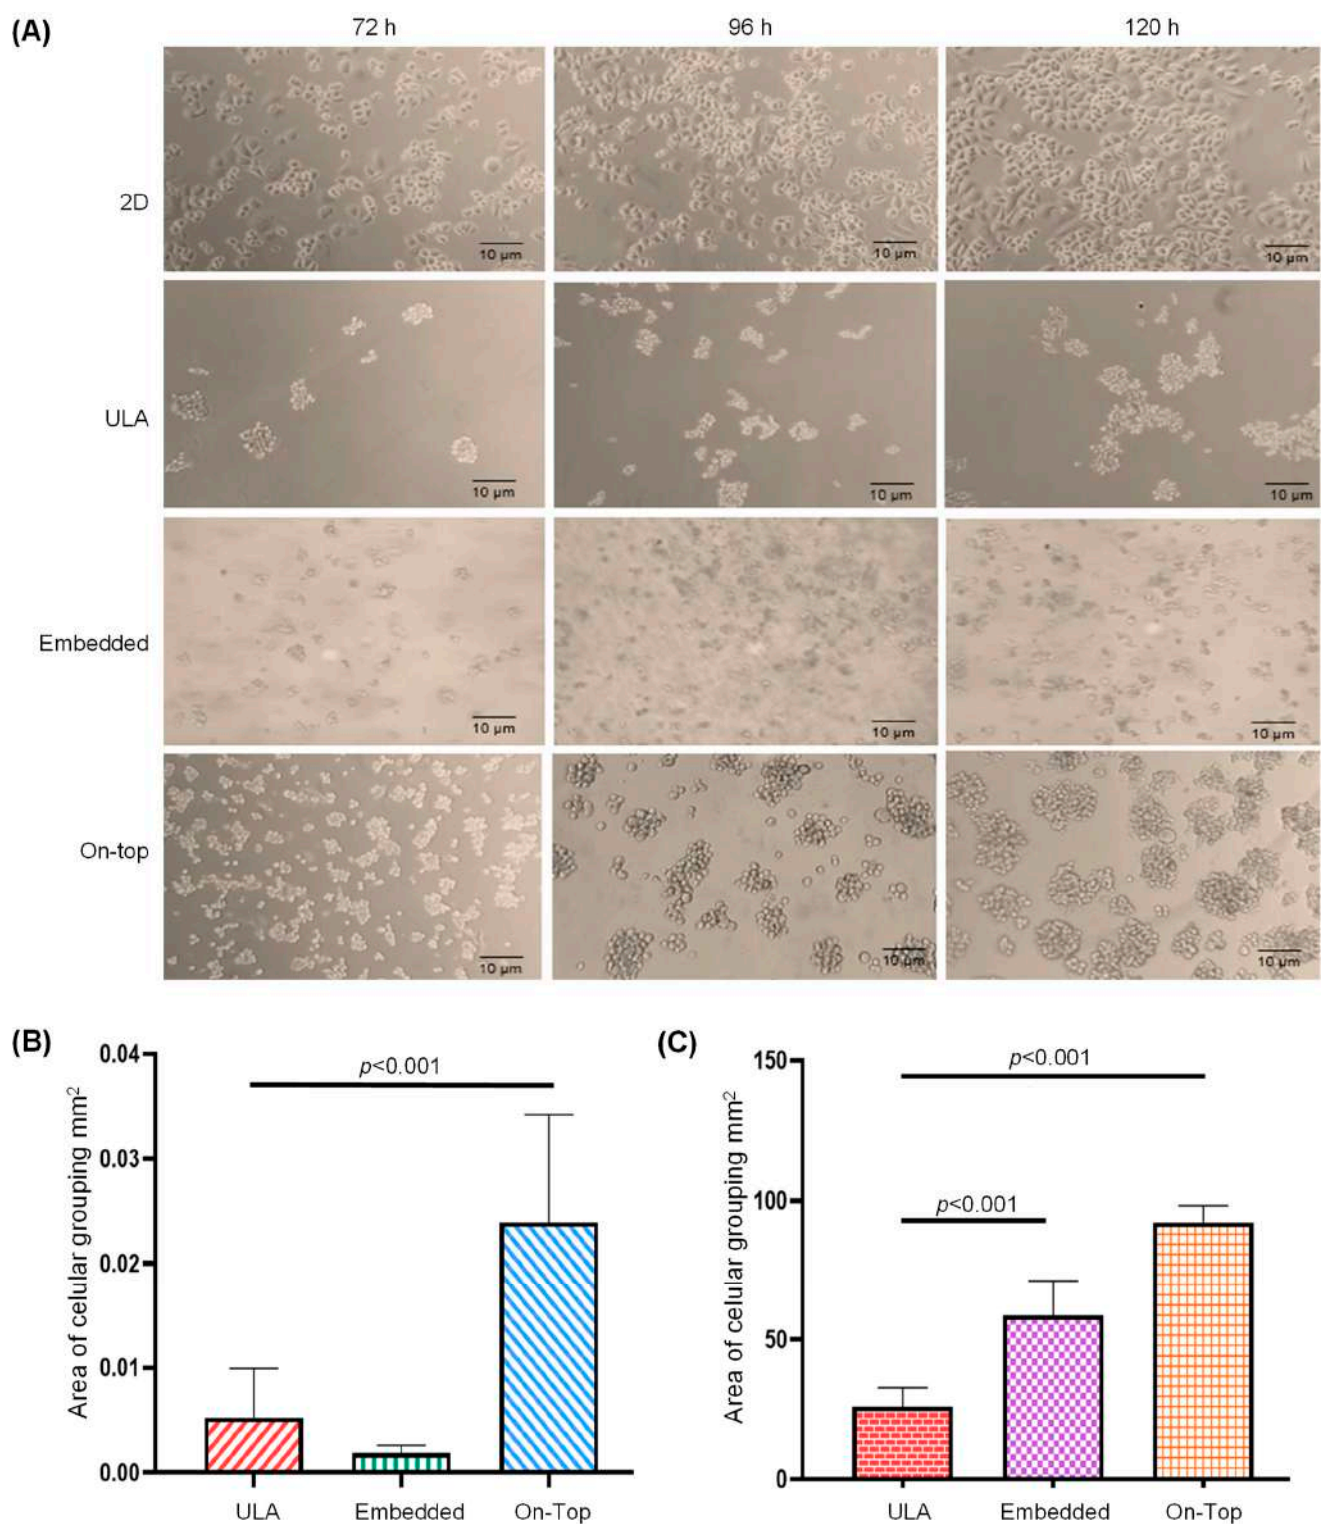 (A)
72 h 96 h 120 h
2D
10 µm 10 µm 10 µm
ULA
10 µm 10 µm 10 µm
Embedded
10 µm 10 µm 10 µm
On-top
10 µm 10 µm 10 µm
(B)
Area of cellular grouping mm²
0.04
0.03
0.02
0.01
0.00
p<0.001
ULA Embedded On-Top
(C)
Area of celular grouping mm²
150
100
50
0
p<0.001
p<0.001
ULA Embedded On-Top